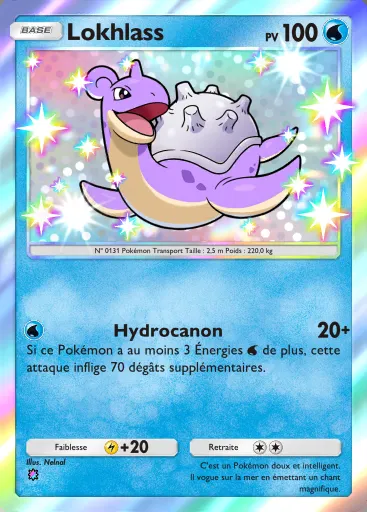 BASE Lokhlass PV 100
N° 0131 Pokémon Transport Taille : 2,5 m Poids : 220,0 kg
Hydrocanon 20+
Si ce Pokémon a au moins 3 Énergies de plus, cette
attaque inflige 70 dégâts supplémentaires.
Faiblesse +20 Retraite
Illus. Nelnal
C'est un Pokémon doux et intelligent.
Il vogue sur la mer en émettant un chant
magnifique.